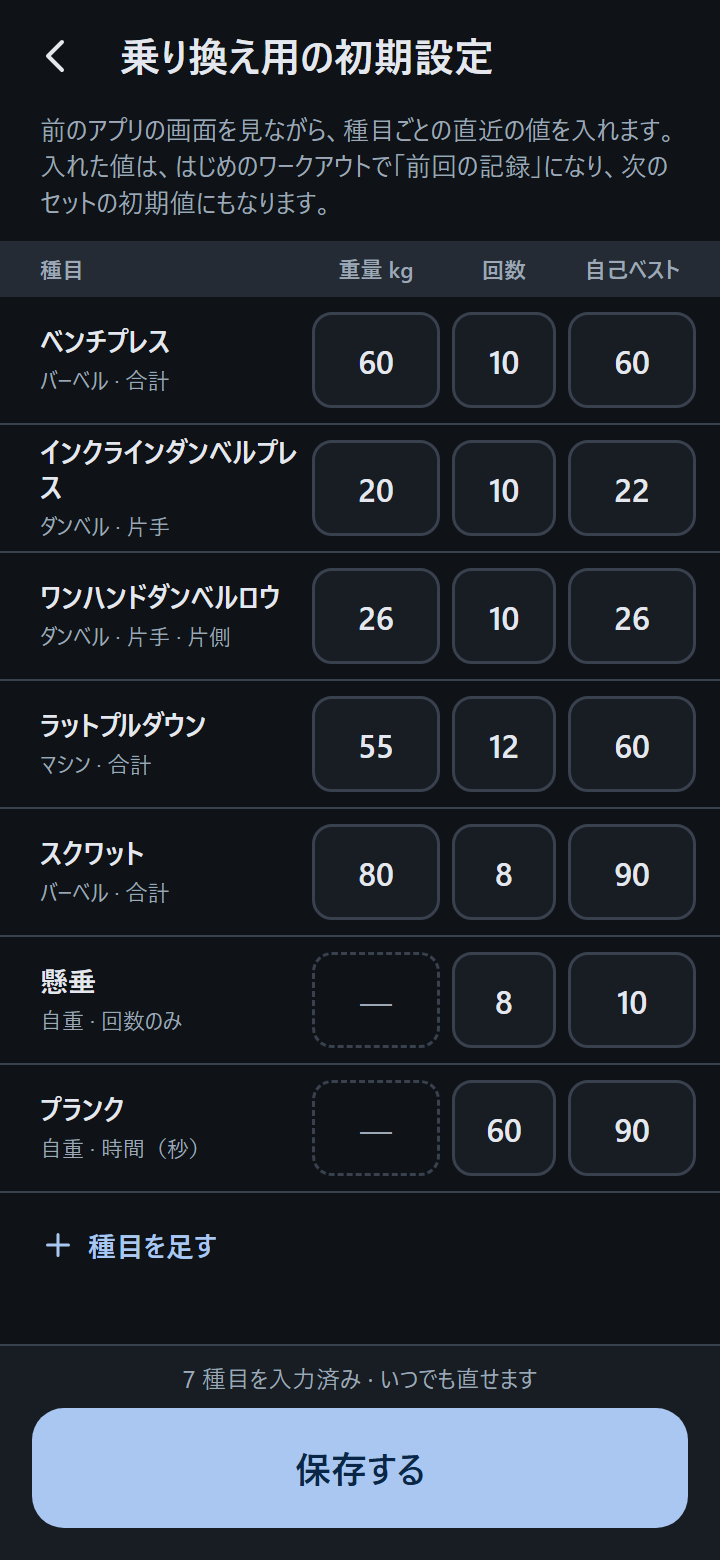 乗り換え用の初期設定
前のアプリの画面を見ながら、種目ごとの直近の値を入れます。
入れた値は、はじめのワークアウトで「前回の記録」になり、次の
セットの初期値にもなります。
種目 重量 kg 回数 自己ベスト
ベンチプレス
バーベル · 合計
60 10 60
インクラインダンベルプレ
ス
ダンベル · 片手
20 10 22
ワンハンドダンベルロウ
ダンベル · 片手 · 片側
26 10 26
ラットプルダウン
マシン · 合計
55 12 60
スクワット
バーベル · 合計
80 8 90
懸垂
自重 · 回数のみ
— 8 10
プランク
自重 · 時間（秒）
— 60 90
＋ 種目を足す
7 種目を入力済み · いつでも直せます
保存する